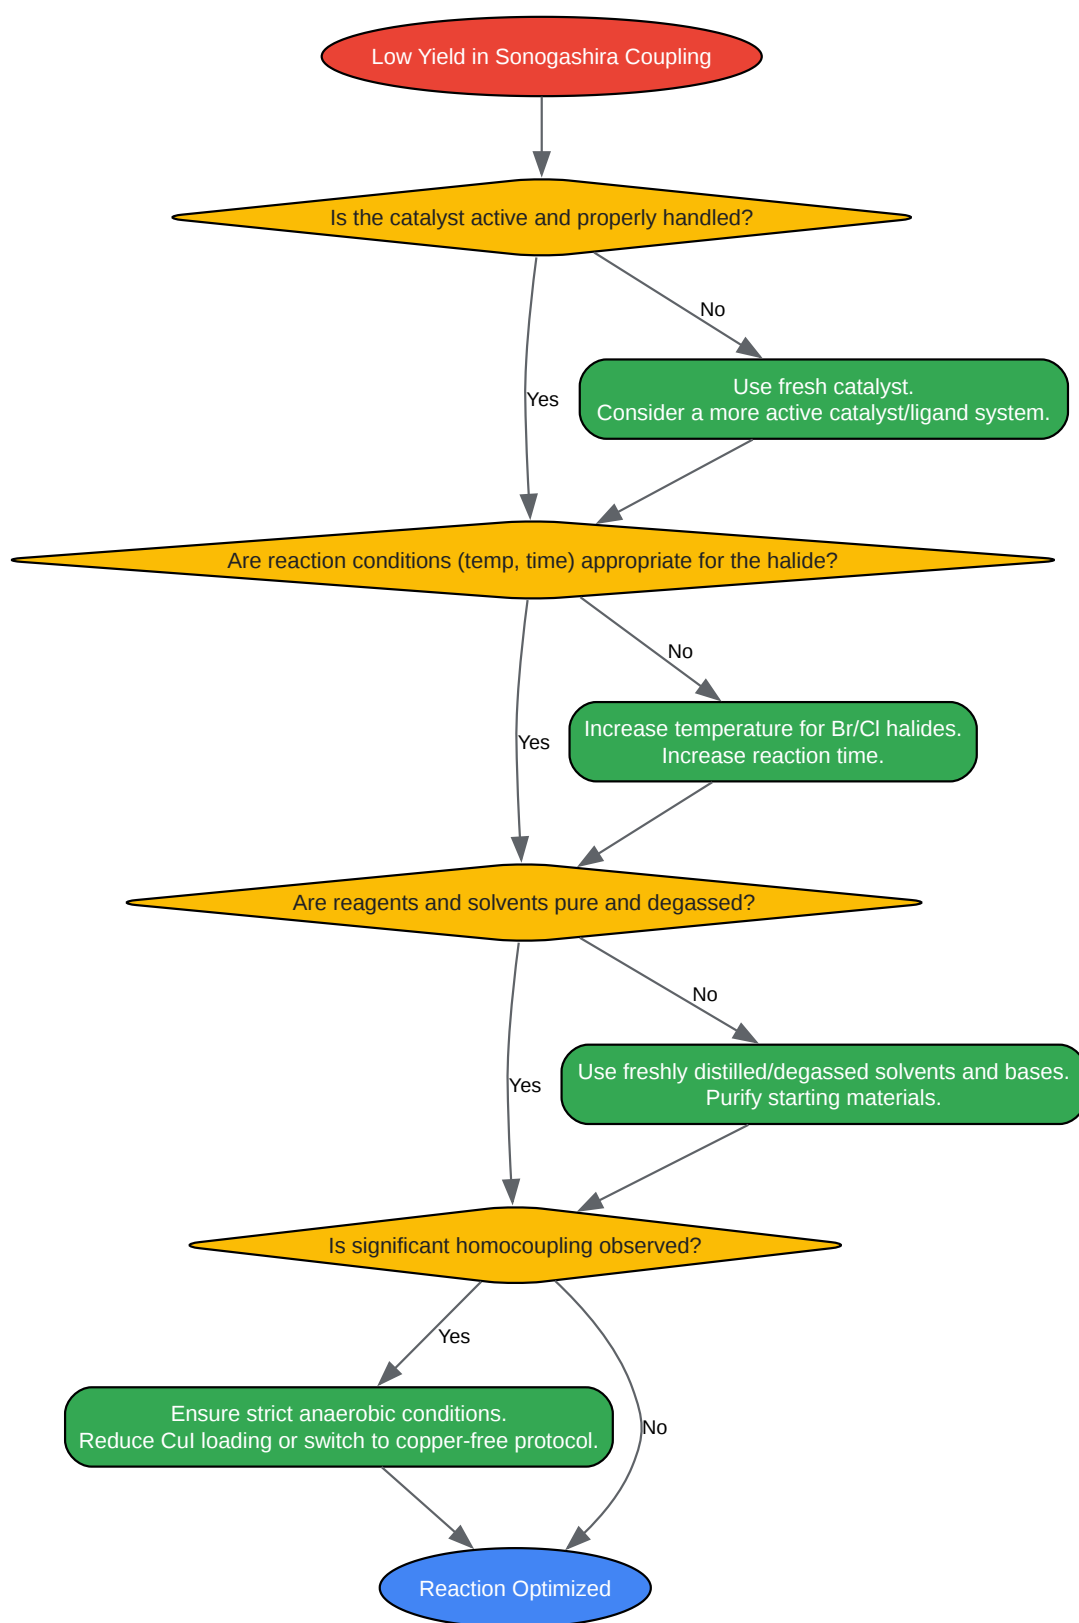 Low Yield in Sonogashira Coupling
Is the catalyst active and properly handled?
No
Use fresh catalyst.
Consider a more active catalyst/ligand system.
Yes
Are reaction conditions (temp, time) appropriate for the halide?
No
Increase temperature for Br/Cl halides.
Increase reaction time.
Yes
Are reagents and solvents pure and degassed?
No
Use freshly distilled/degassed solvents and bases.
Purify starting materials.
Yes
Is significant homocoupling observed?
Yes
Ensure strict anaerobic conditions.
Reduce CuI loading or switch to copper-free protocol.
No
Reaction Optimized